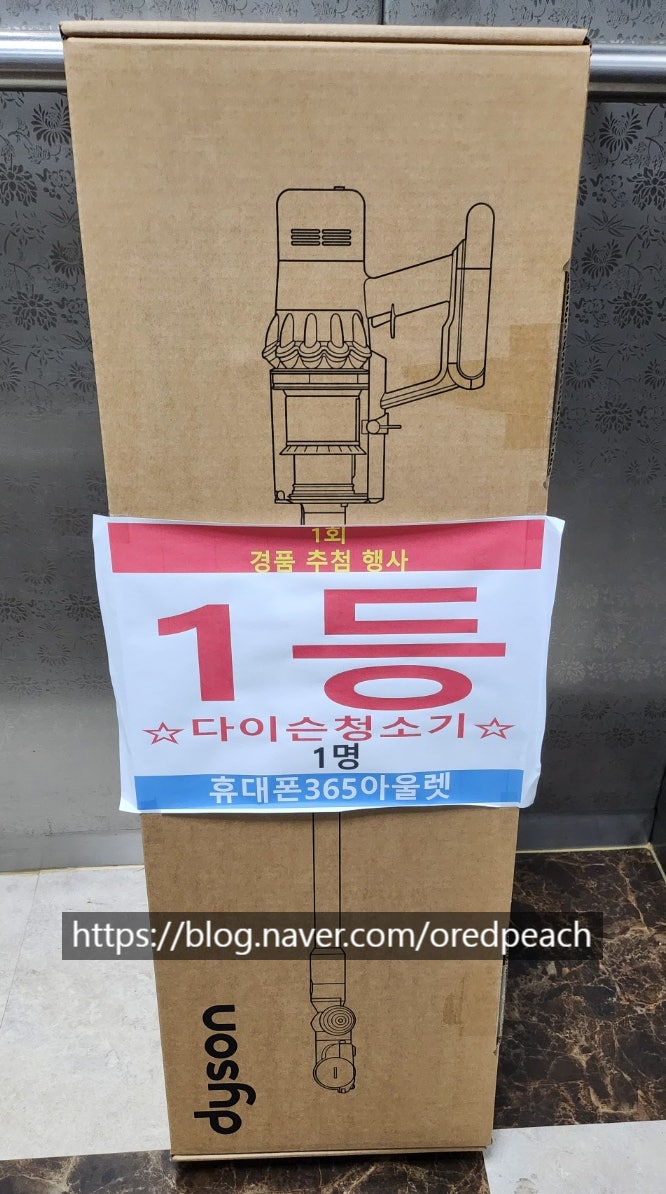 1회
경품 추첨 행사
1등
☆다이슨청소기☆
1명
휴대폰365아울렛
https://blog.naver.com/oredpeach
dyson